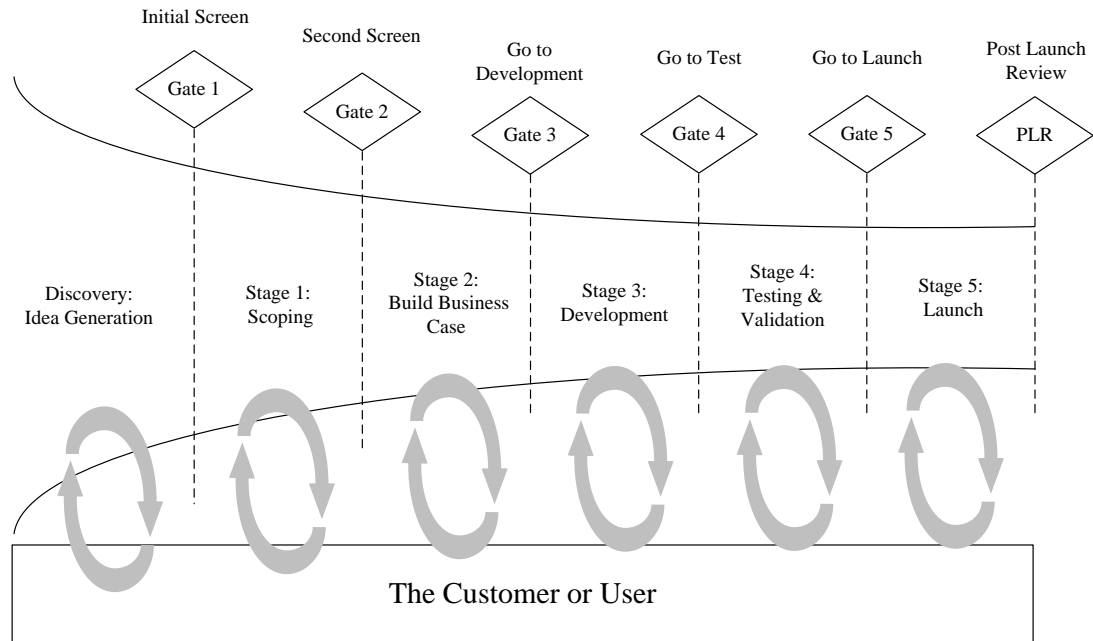 Initial Screen
Gate 1
Second Screen
Gate 2
Go to
Development
Gate 3
Go to Test
Gate 4
Go to Launch
Gate 5
Post Launch
Review
PLR
Discovery:
Idea Generation
Stage 1:
Scoping
Stage 2:
Build Business
Case
Stage 3:
Development
Stage 4:
Testing &
Validation
Stage 5:
Launch
The Customer or User